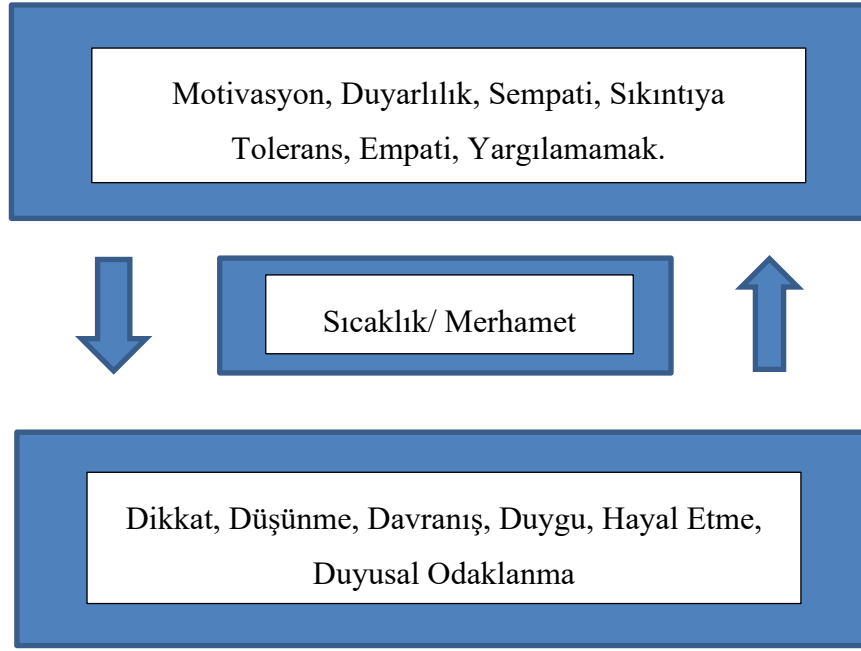 Motivasyon, Duyarlılık, Sempati, Sıkıntıya
Tolerans, Empati, Yargılamamak.
Sıcaklık/ Merhamet
Dikkat, Düşünme, Davranış, Duygu, Hayal Etme,
Duyusal Odaklanma